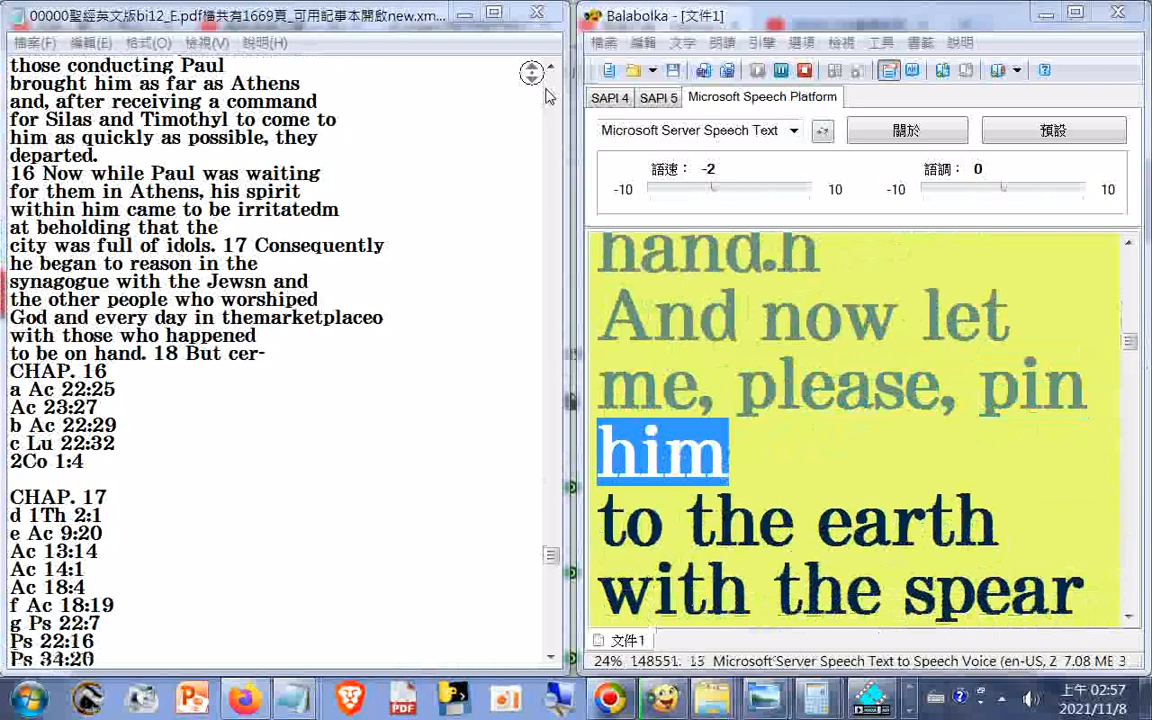 00000聖經英文版bi12_E.pdf檔共有1669頁_可用記事本開啟new.xm...
檔案(F) 編輯(E) 格式(O) 檢視(V) 說明(H)
those conducting Paul
brought him as far as Athens
and, after receiving a command
for Silas and Timothyl to come to
him as quickly as possible, they
departed.
16 Now while Paul was waiting
for them in Athens, his spirit
within him came to be irritatedm
at beholding that the
city was full of idols. 17 Consequently
he began to reason in the
synagogue with the Jewsn and
the other people who worshiped
God and every day in themarketplaceo
with those who happened
to be on hand. 18 But cer-
CHAP. 16
a Ac 22:25
Ac 23:27
b Ac 22:29
c Lu 22:32
2Co 1:4
CHAP. 17
d 1Th 2:1
e Ac 9:20
Ac 13:14
Ac 14:1
Ac 18:4
f Ac 18:19
g Ps 22:7
Ps 22:16
Ps 34:20
Balabolka - [文件1]
檔案 編輯 文字 朗讀 引擎 選項 檢視 工具 書籤 說明
SAPI 4 SAPI 5 Microsoft Speech Platform
Microsoft Server Speech Text 關於 預設
語速： -2 語調： 0
-10 10 -10 10
hand.h
And now let
me, please, pin
him
to the earth
with the spear
文件1
24% 148551. 13 Microsoft Server Speech Text to Speech Voice (en-US, 2 7.08 ME 3
PDF
上午 02:57
2021/11/8